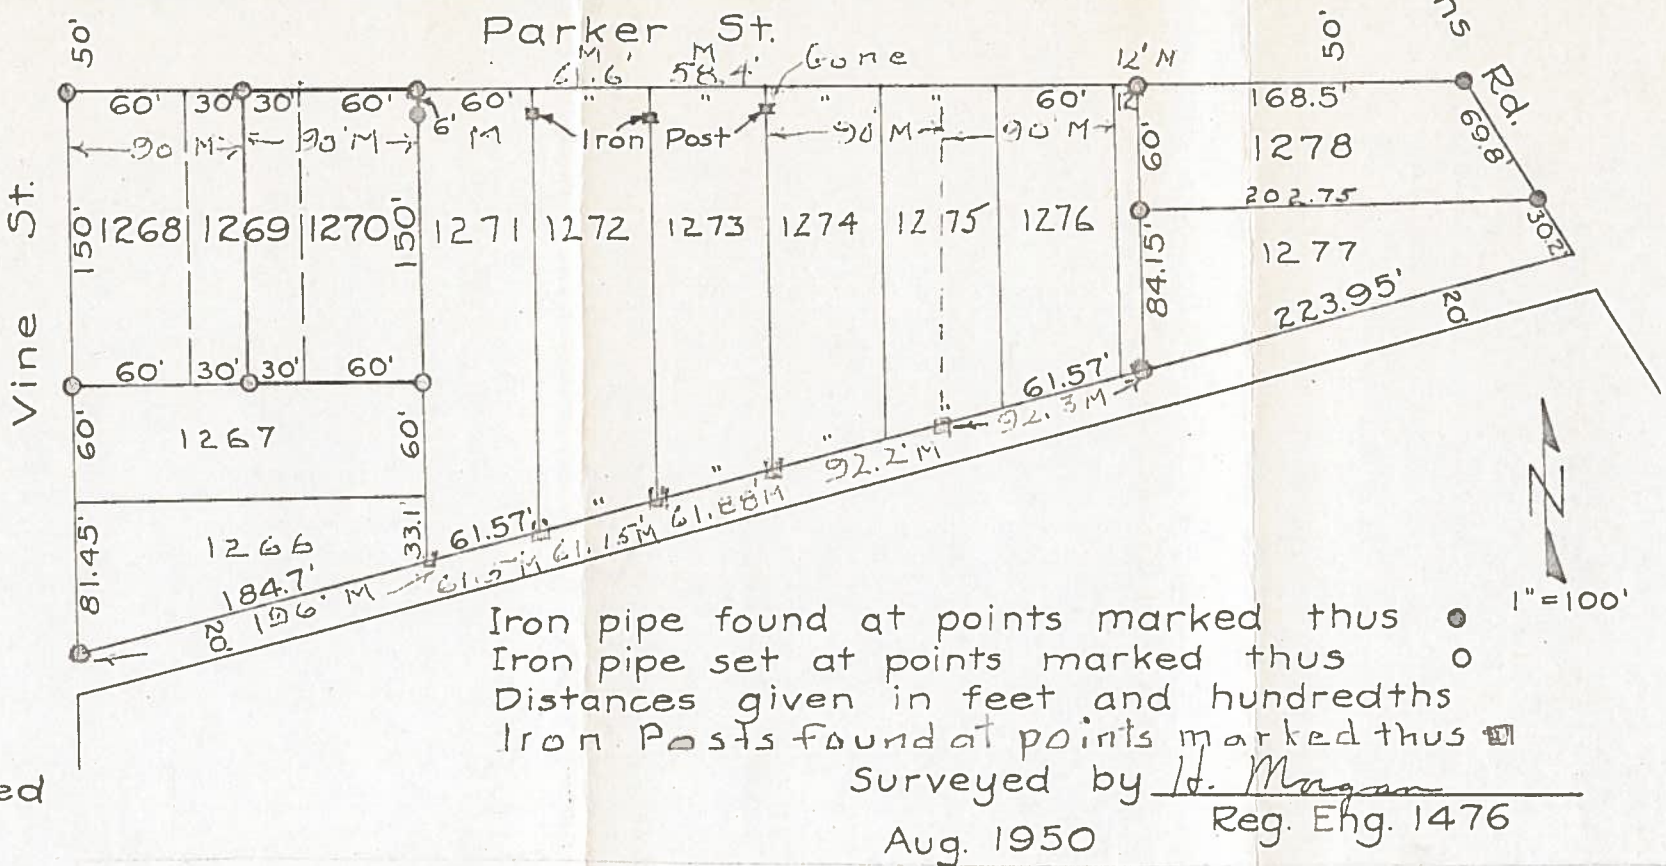 Parker St.
50'
50'
ns Rd.
M M
61.6' 58.4' Gone 12' M
60' 30' 30' 60' 60' " " " " 60' 12' 168.5'
90 M 90' M 6' M Iron Post 90' M 90' M 60' 1278 69.8'
202.75
Vine St.
150' 1268 1269 1270 150' 1271 1272 1273 1274 1275 1276 84.15' 1277 30.2'
223.95'
20'
60' 30' 30' 60'
61.57'
92.3 M
60' 1267 60'
" " "
92.2' M
61.88' M
61.15' M
61.57'
61.5' M
81.45' 1266 33.1'
184.7'
196' M
20'
N
1"=100'
Iron pipe found at points marked thus
Iron pipe set at points marked thus
Distances given in feet and hundredths
Iron Posts found at points marked thus
Surveyed by H. Morgan
ed
Reg. Eng. 1476
Aug. 1950